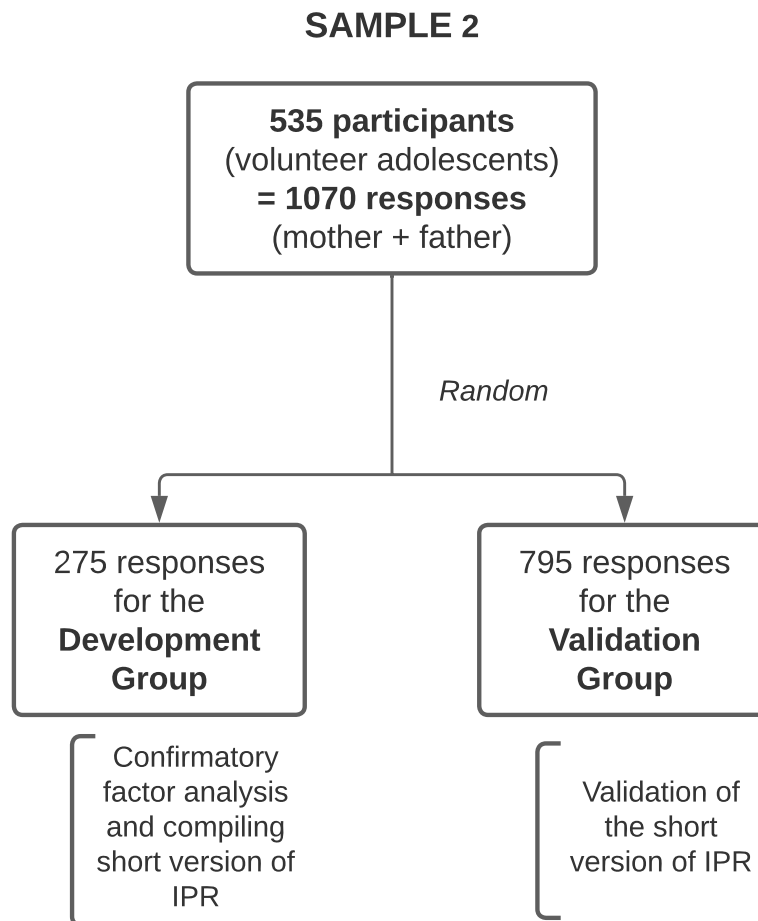 SAMPLE 2
535 participants
(volunteer adolescents)
= 1070 responses
(mother + father)
Random
275 responses
for the
Development
Group
795 responses
for the
Validation
Group
Confirmatory
factor analysis
and compiling
short version of
IPR
Validation of
the short
version of IPR